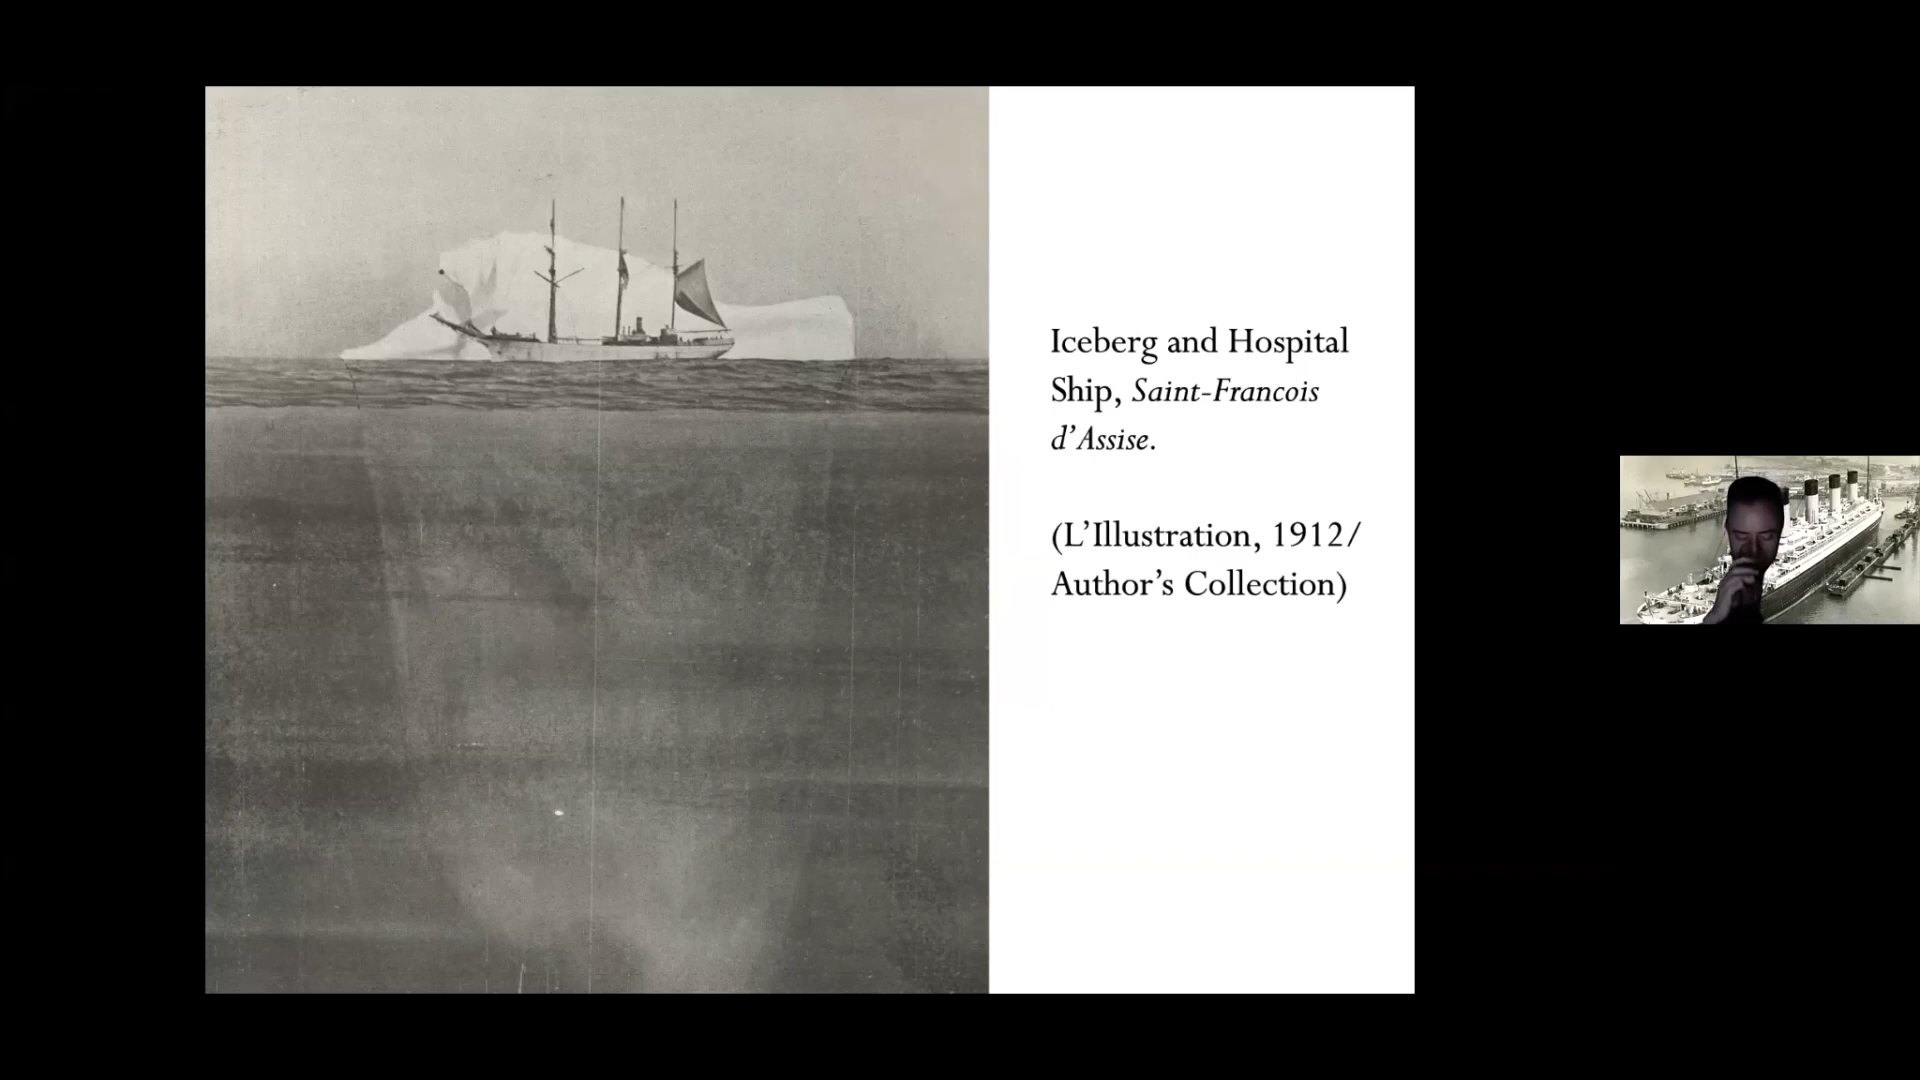 Iceberg and Hospital
Ship, Saint-Francois
d’Assise.
(L’Illustration, 1912/
Author’s Collection)